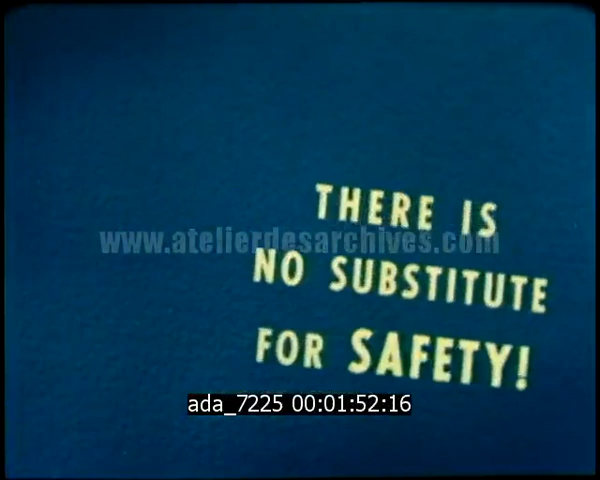 THERE IS
www.atelierdesarchives.com
NO SUBSTITUTE
FOR SAFETY!
ada_7225 00:01:52:16